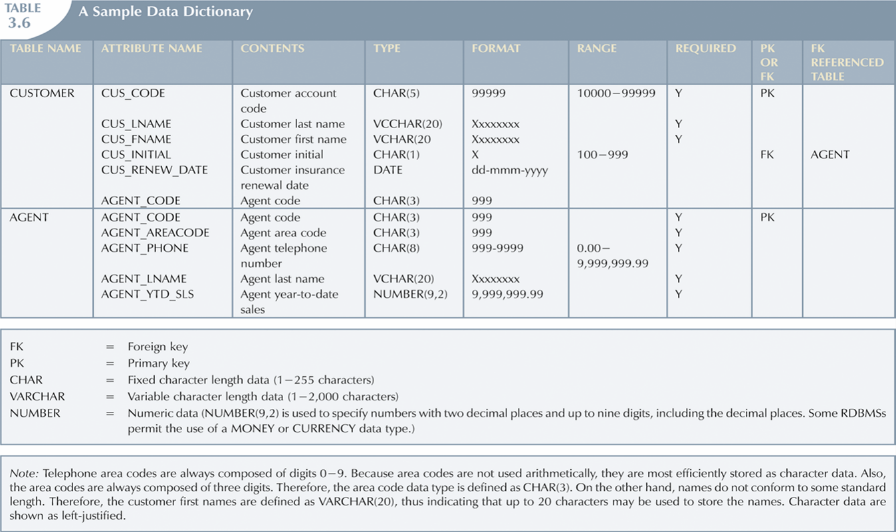 TABLE
3.6
A Sample Data Dictionary
TABLE NAME ATTRIBUTE NAME CONTENTS TYPE FORMAT RANGE REQUIRED PK FK
OR REFERENCED
FK TABLE
CUSTOMER CUS_CODE Customer account CHAR(5) 99999 10000−99999 Y PK
code
CUS_LNAME Customer last name VCCHAR(20) Xxxxxxxx Y
CUS_FNAME Customer first name VCHAR(20 Xxxxxxxx Y
CUS_INITIAL Customer initial CHAR(1) X 100−999 FK AGENT
CUS_RENEW_DATE Customer insurance DATE dd-mmm-yyyy
renewal date
AGENT_CODE Agent code CHAR(3) 999
AGENT AGENT_CODE Agent code CHAR(3) 999 Y PK
AGENT_AREACODE Agent area code CHAR(3) 999 Y
AGENT_PHONE Agent telephone CHAR(8) 999-9999 0.00− Y
number 9,999,999.99
AGENT_LNAME Agent last name VCHAR(20) Xxxxxxxx Y
AGENT_YTD_SLS Agent year-to-date NUMBER(9,2) 9,999,999.99 Y
sales
FK = Foreign key
PK = Primary key
CHAR = Fixed character length data (1−255 characters)
VARCHAR = Variable character length data (1−2,000 characters)
NUMBER = Numeric data (NUMBER(9,2) is used to specify numbers with two decimal places and up to nine digits, including the decimal places. Some RDBMSs
permit the use of a MONEY or CURRENCY data type.)
Note: Telephone area codes are always composed of digits 0−9. Because area codes are not used arithmetically, they are most efficiently stored as character data. Also,
the area codes are always composed of three digits. Therefore, the area code data type is defined as CHAR(3). On the other hand, names do not conform to some standard
length. Therefore, the customer first names are defined as VARCHAR(20), thus indicating that up to 20 characters may be used to store the names. Character data are
shown as left-justified.